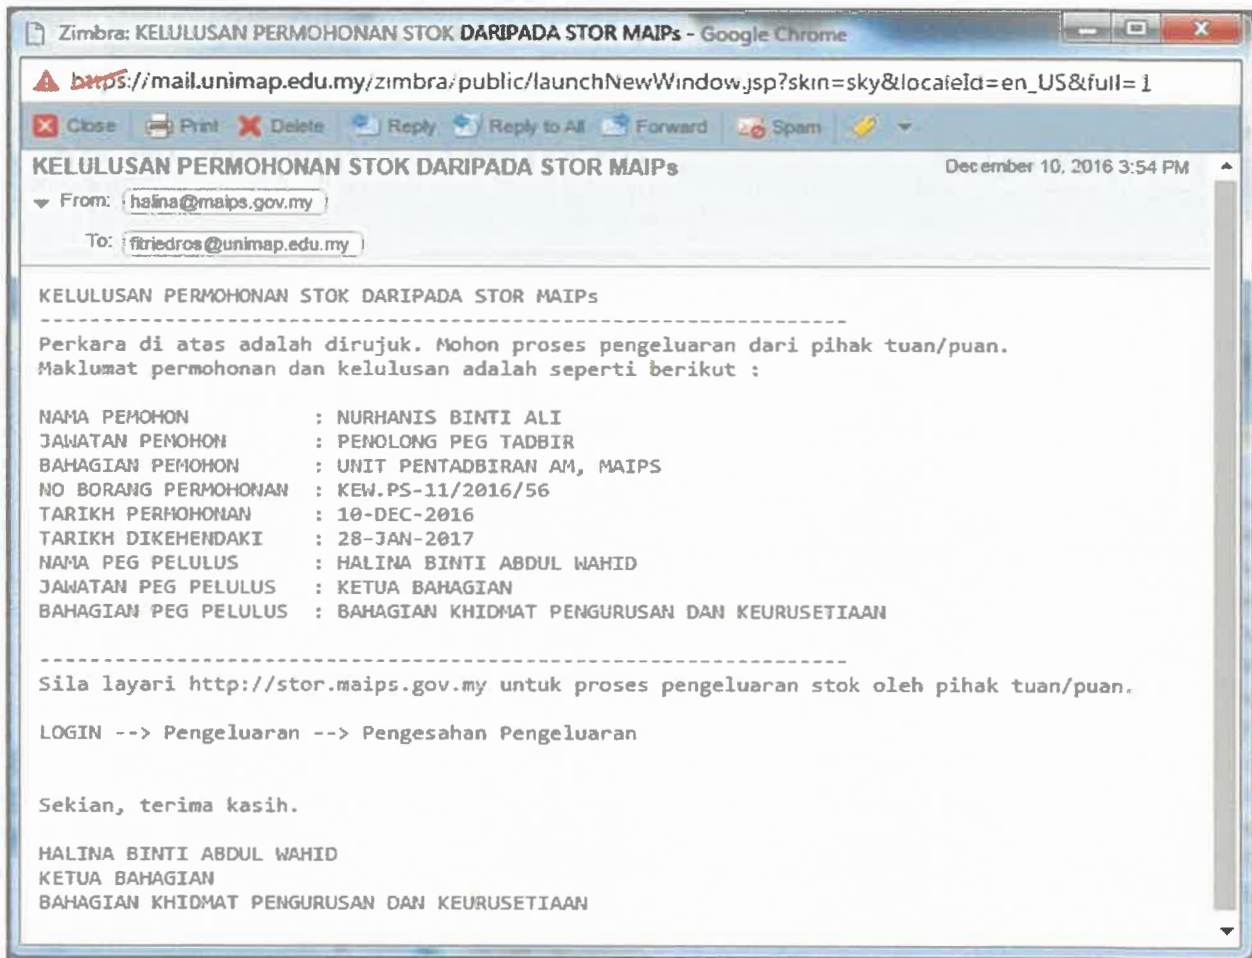 Zimbra: KELULUSAN PERMOHONAN STOK DARIPADA STOR MAIPs - Google Chrome
https://mail.unimap.edu.my/zimbra/public/launchNewWindow.jsp?skin=sky&localeId=en_US&full=1
Close Print Delete Reply Reply to All Forward Spam
KELULUSAN PERMOHONAN STOK DARIPADA STOR MAIPs December 10, 2016 3:54 PM
From: halina@maips.gov.my
To: fitriedros@unimap.edu.my
KELULUSAN PERMOHONAN STOK DARIPADA STOR MAIPs
----------------------------------------------------------------
Perkara di atas adalah dirujuk. Mohon proses pengeluaran dari pihak tuan/puan.
Maklumat permohonan dan kelulusan adalah seperti berikut :
NAMA PEMOHON : NURHANIS BINTI ALI
JAWATAN PEMOHON : PENOLONG PEG TADBIR
BAHAGIAN PEMOHON : UNIT PENTADBIRAN AM, MAIPS
NO BORANG PERMOHONAN : KEW.PS-11/2016/56
TARIKH PERMOHONAN : 10-DEC-2016
TARIKH DIKEHENDAKI : 28-JAN-2017
NAMA PEG PELULUS : HALINA BINTI ABDUL WAHID
JAWATAN PEG PELULUS : KETUA BAHAGIAN
BAHAGIAN PEG PELULUS : BAHAGIAN KHIDMAT PENGURUSAN DAN KEURUSETIAAN
----------------------------------------------------------------
Sila layari http://stor.maips.gov.my untuk proses pengeluaran stok oleh pihak tuan/puan.
LOGIN --> Pengeluaran --> Pengesahan Pengeluaran
Sekian, terima kasih.
HALINA BINTI ABDUL WAHID
KETUA BAHAGIAN
BAHAGIAN KHIDMAT PENGURUSAN DAN KEURUSETIAAN